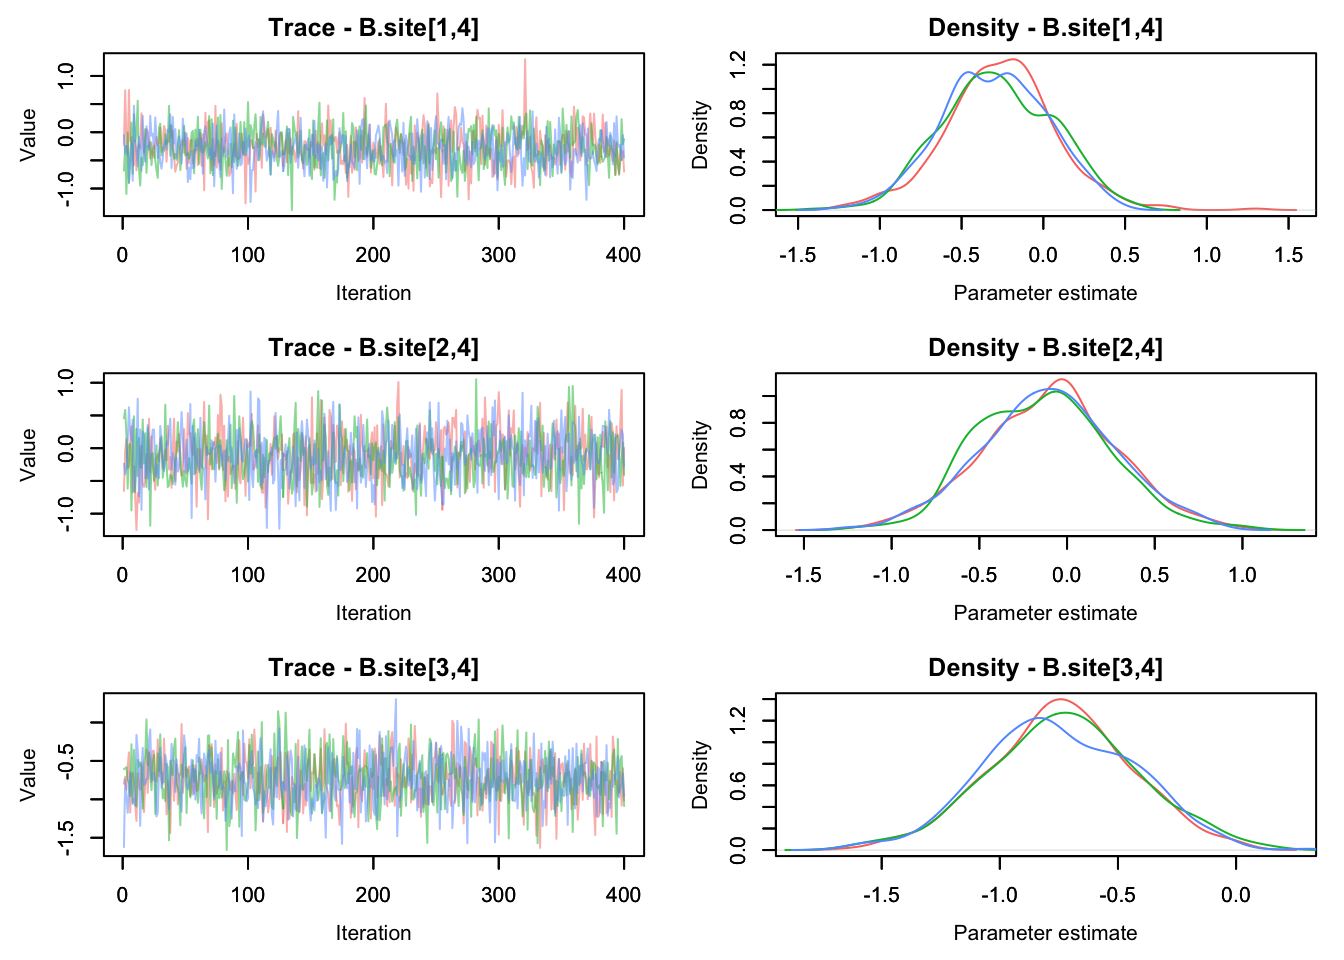 Trace - B.site[1,4]
Value
1.0
0.0
-1.0
0 100 200 300 400
Iteration
Density - B.site[1,4]
Density
1.2
0.8
0.4
0.0
-1.5 -1.0 -0.5 0.0 0.5 1.0 1.5
Parameter estimate
Trace - B.site[2,4]
Value
1.0
0.0
-1.0
0 100 200 300 400
Iteration
Density - B.site[2,4]
Density
0.8
0.4
0.0
-1.5 -1.0 -0.5 0.0 0.5 1.0
Parameter estimate
Trace - B.site[3,4]
Value
-0.5
-1.5
0 100 200 300 400
Iteration
Density - B.site[3,4]
Density
1.2
0.6
0.0
-1.5 -1.0 -0.5 0.0
Parameter estimate